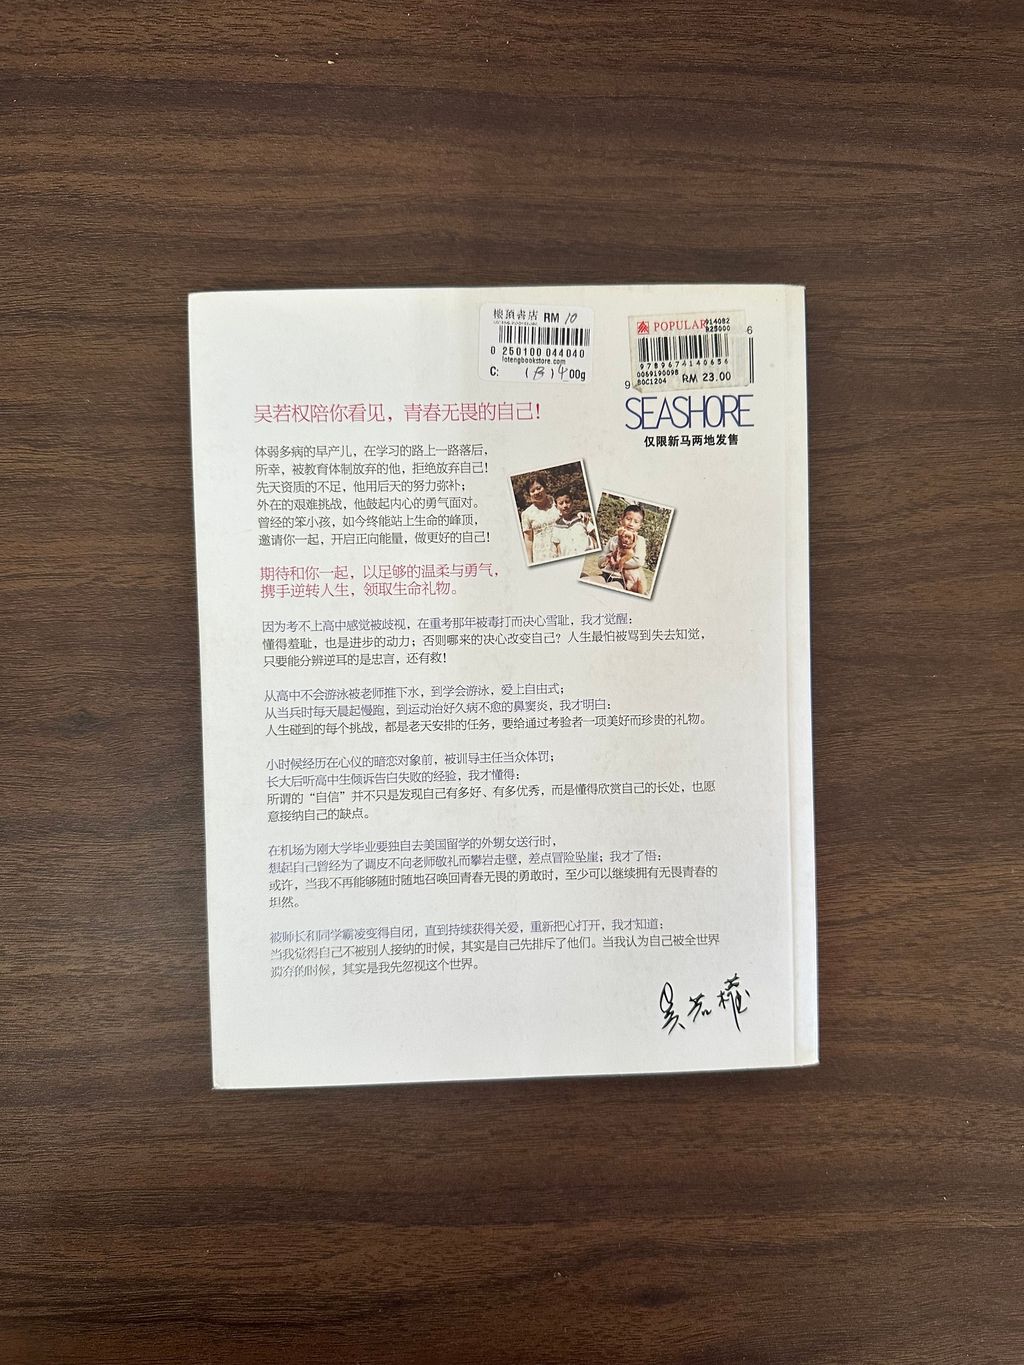 樂頂書店 RM 10
0 250100 044040
lotengbookstore.com
C: (B) 4.00g
POPULAR
914082
825000
6
9789674140656
0059190098
80C1204 RM 23.00
9
SEASHORE
仅限新马两地发售
吴若权陪你看见，青春无畏的自己！
体弱多病的早产儿，在学习的路上一路落后，
所幸，被教育体制放弃的他，拒绝放弃自己！
先天资质的不足，他用后天的努力弥补；
外在的艰难挑战，他鼓起内心的勇气面对。
曾经的笨小孩，如今终能站上生命的峰顶，
邀请你一起，开启正向能量，做更好的自己！
期待和你一起，以足够的温柔与勇气，
携手逆转人生，领取生命礼物。
因为考不上高中感觉被歧视，在重考那年被毒打而决心雪耻，我才觉醒：
懂得羞耻，也是进步的动力；否则哪来的决心改变自己？人生最怕被骂到失去知觉，
只要能分辨逆耳的是忠言，还有救！
从高中不会游泳被老师推下水，到学会游泳，爱上自由式；
从当兵时每天晨起慢跑，到运动治好久病不愈的鼻窦炎，我才明白：
人生碰到的每个挑战，都是老天安排的任务，要给通过考验者一项美好而珍贵的礼物。
小时候经历在心仪的暗恋对象前，被训导主任当众体罚；
长大后听高中生倾诉告白失败的经验，我才懂得：
所谓的“自信”并不只是发现自己有多好、有多优秀，而是懂得欣赏自己的长处，也愿
意接纳自己的缺点。
在机场为刚大学毕业要独自去美国留学的外甥女送行时，
想起自己曾经为了调皮不向老师敬礼而攀岩走壁，差点冒险坠崖；我才了悟：
或许，当我不再能够随时随地召唤回青春无畏的勇敢时，至少可以继续拥有无畏青春的
坦然。
被师长和同学霸凌变得自闭，直到持续获得关爱，重新把心打开，我才知道：
当我觉得自己不被别人接纳的时候，其实是自己先排斥了他们。当我认为自己被全世界
遗弃的时候，其实是我先忽视这个世界。
吴若權